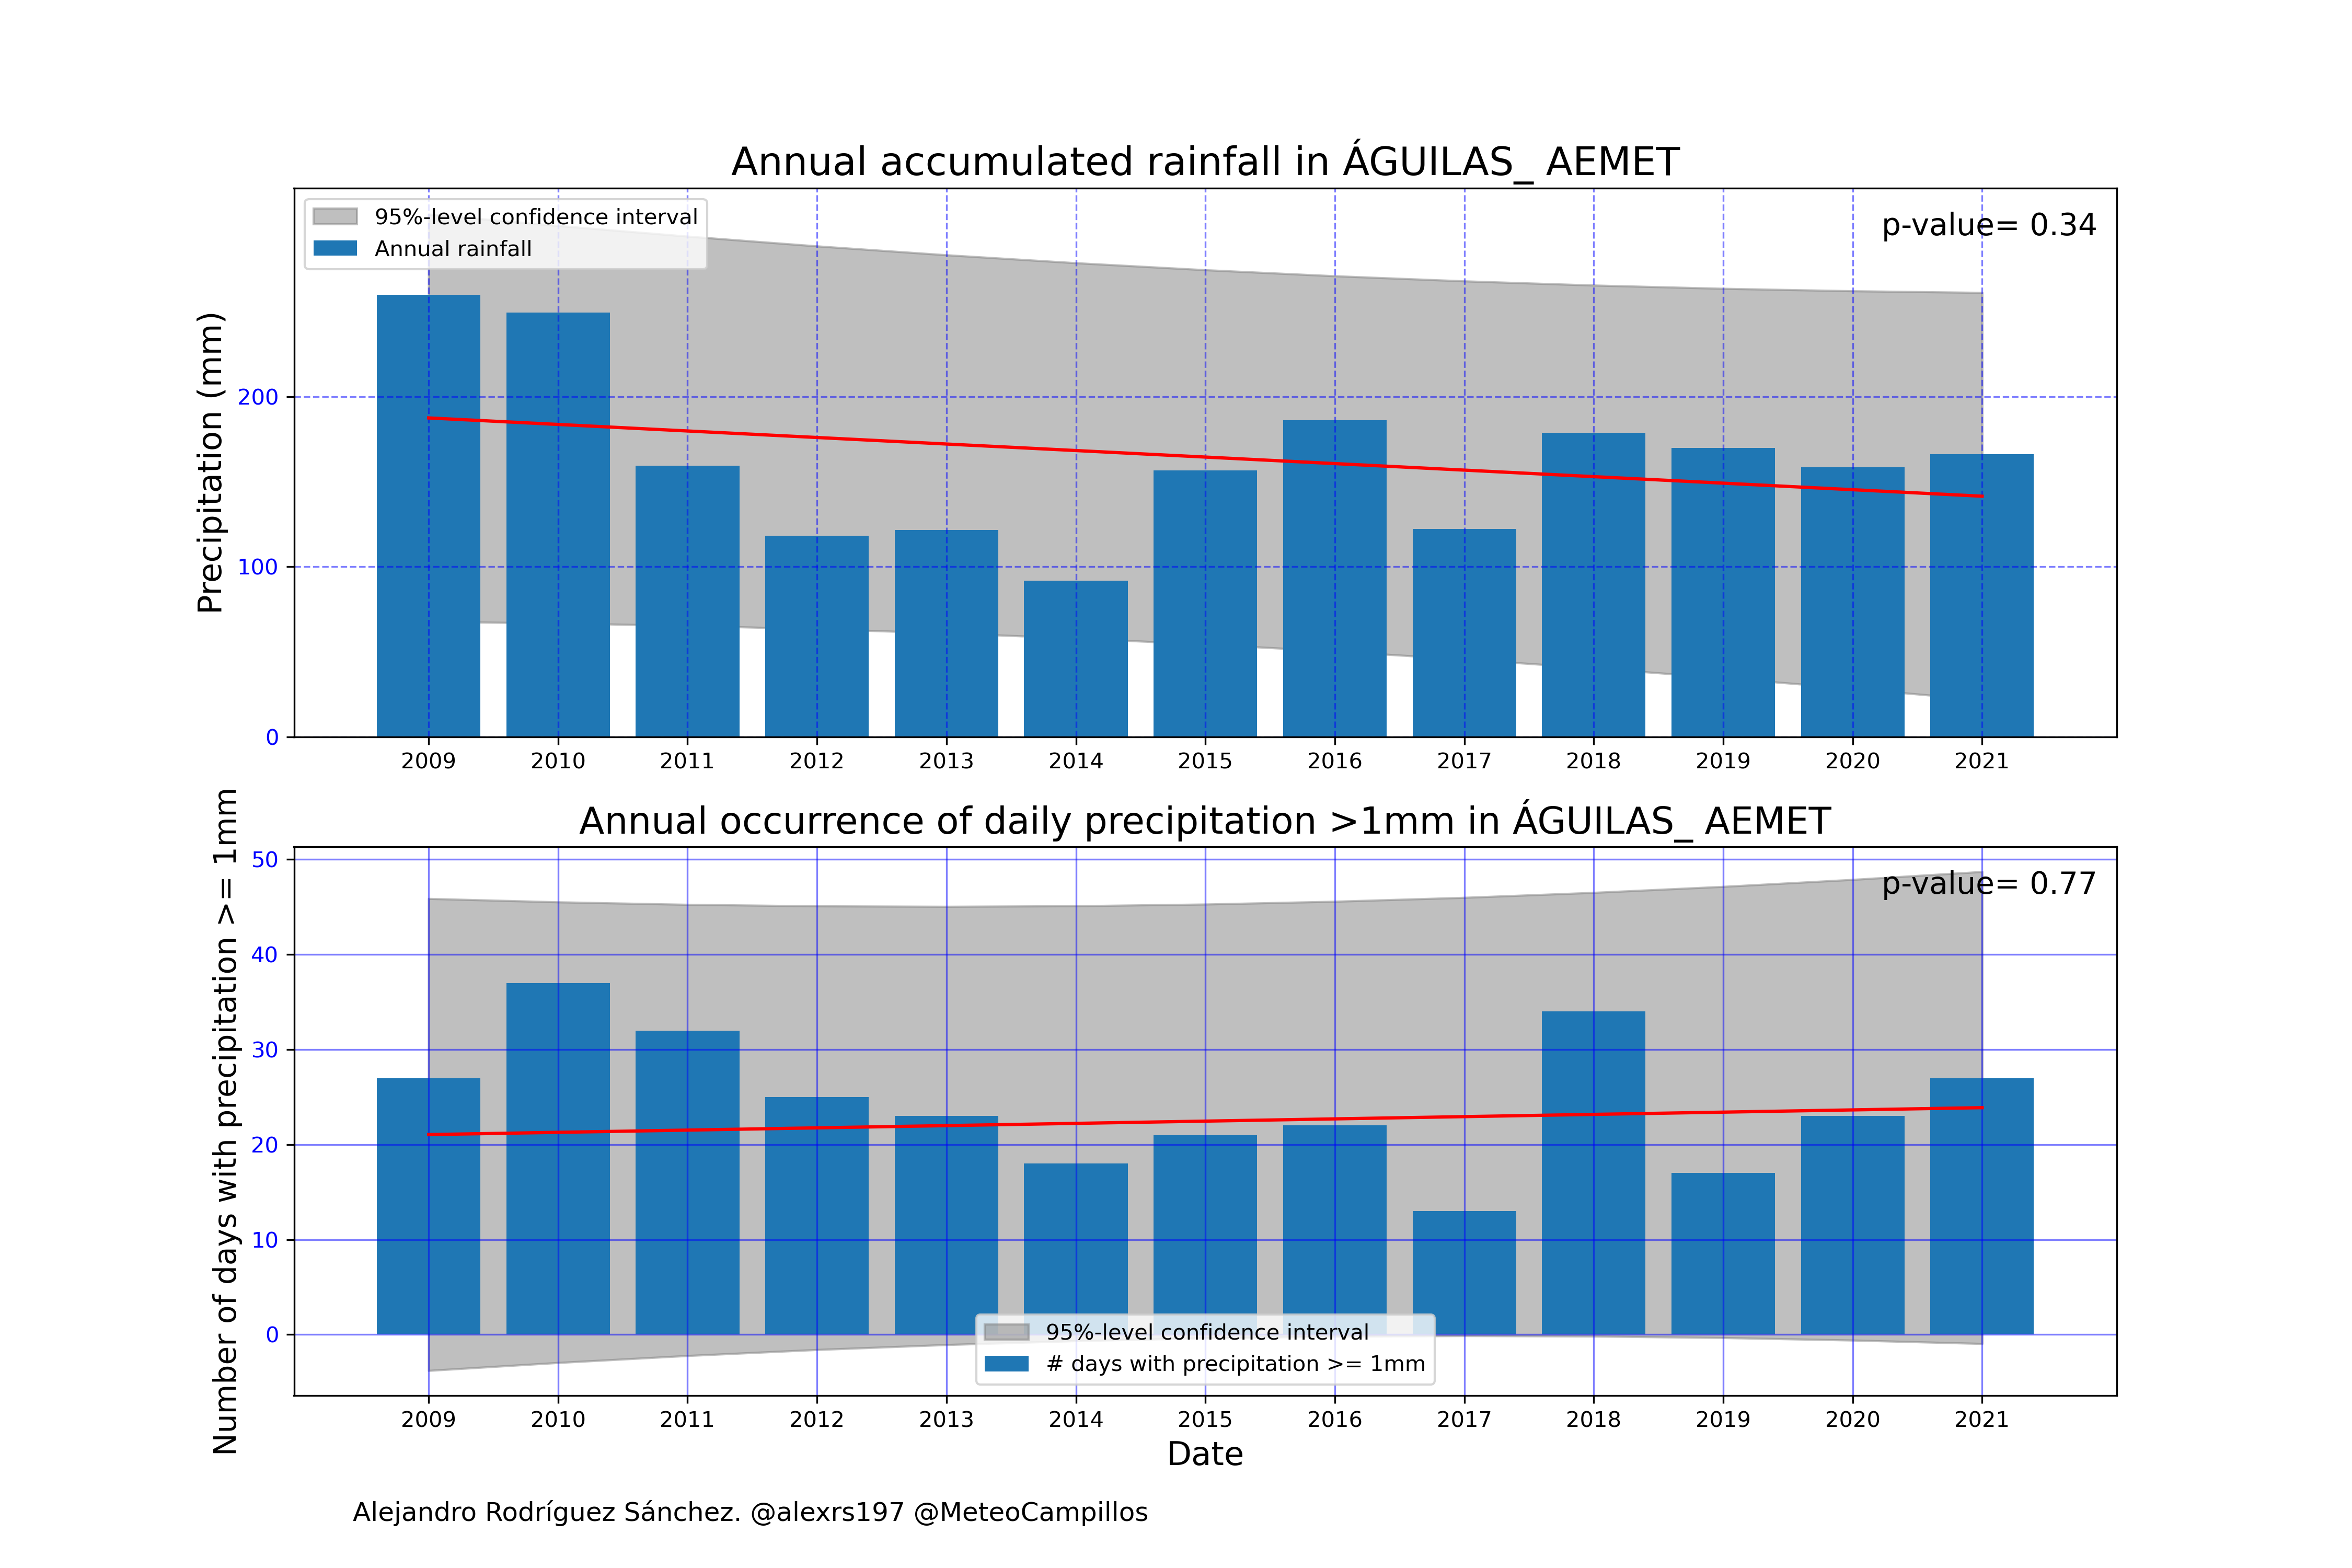 Annual accumulated rainfall in ÁGUILAS_ AEMET
95%-level confidence interval
Annual rainfall
p-value= 0.34
Precipitation (mm)
200
100
0
2009 2010 2011 2012 2013 2014 2015 2016 2017 2018 2019 2020 2021
Annual occurrence of daily precipitation >1mm in ÁGUILAS_ AEMET
p-value= 0.77
Number of days with precipitation >= 1mm
50
40
30
20
10
0
95%-level confidence interval
# days with precipitation >= 1mm
2009 2010 2011 2012 2013 2014 2015 2016 2017 2018 2019 2020 2021
Date
Alejandro Rodríguez Sánchez. @alexrs197 @MeteoCampillos